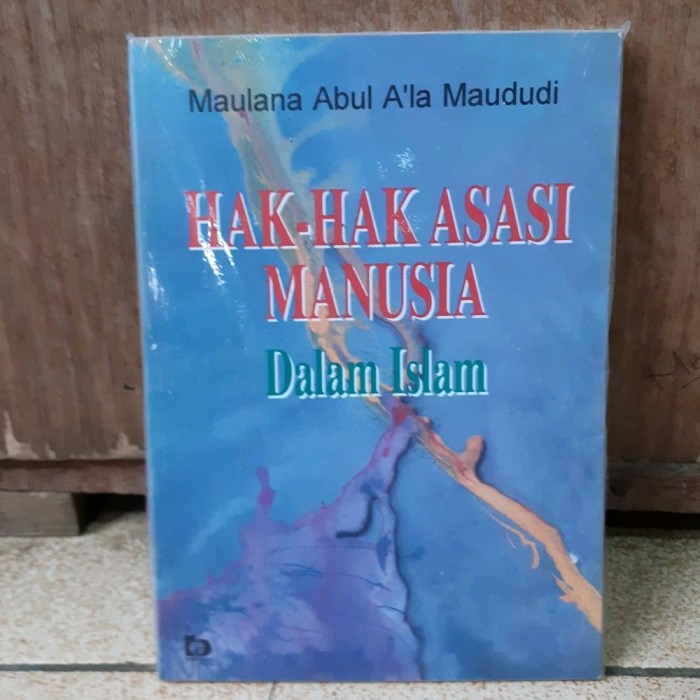 Maulana Abul A'la Maududi
HAK-HAK ASASI
MANUSIA
Dalam Islam